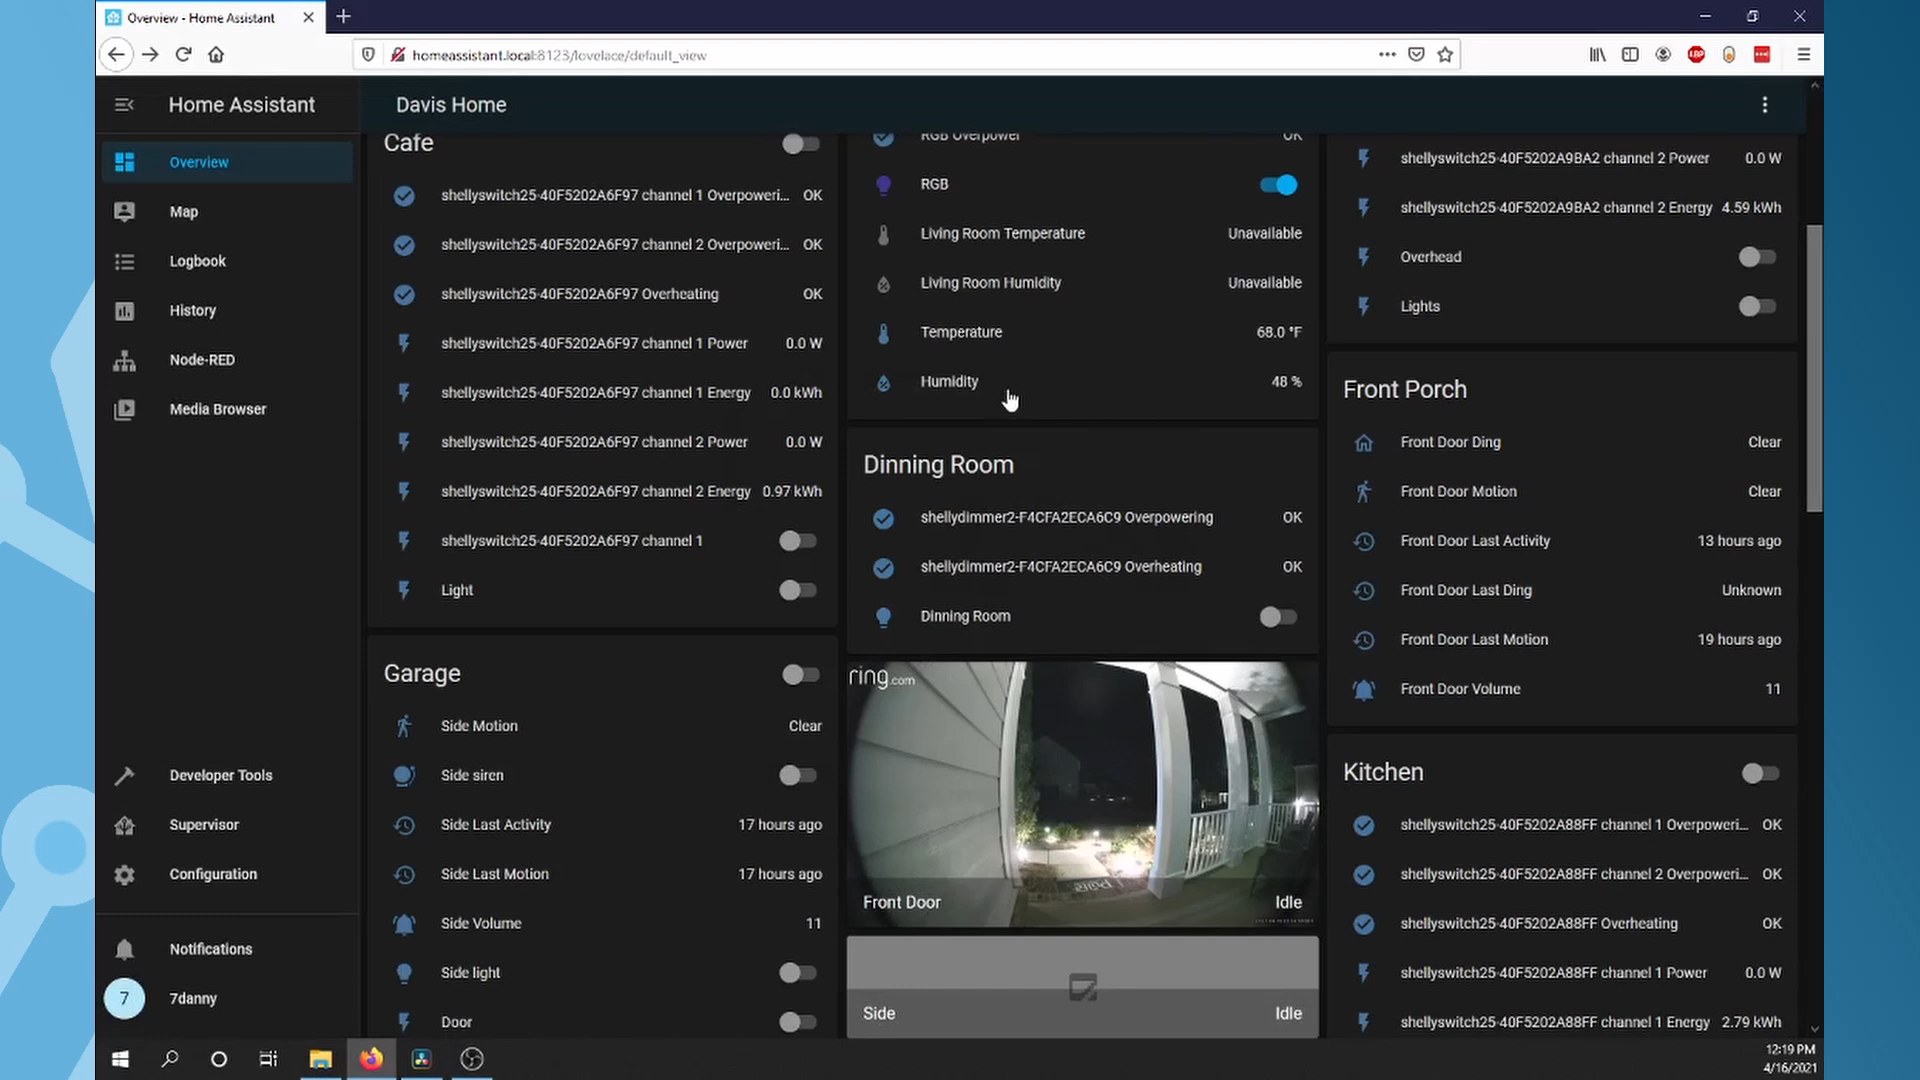 Overview - Home Assistant
homeassistant.local:8123/lovelace/default_view
Home Assistant
Davis Home
Overview
Map
Logbook
History
Node-RED
Media Browser
Developer Tools
Supervisor
Configuration
Notifications
7
7danny
Cafe
shellyswitch25-40F5202A6F97 channel 1 Overpoweri... OK
shellyswitch25-40F5202A6F97 channel 2 Overpoweri... OK
shellyswitch25-40F5202A6F97 Overheating OK
shellyswitch25-40F5202A6F97 channel 1 Power 0.0 W
shellyswitch25-40F5202A6F97 channel 1 Energy 0.0 kWh
shellyswitch25-40F5202A6F97 channel 2 Power 0.0 W
shellyswitch25-40F5202A6F97 channel 2 Energy 0.97 kWh
shellyswitch25-40F5202A6F97 channel 1
Light
Garage
Side Motion Clear
Side siren
Side Last Activity 17 hours ago
Side Last Motion 17 hours ago
Side Volume 11
Side light
Door
RGB Overpower OK
RGB
Living Room Temperature Unavailable
Living Room Humidity Unavailable
Temperature 68.0 °F
Humidity 48 %
Dinning Room
shellydimmer2-F4CFA2ECA6C9 Overpowering OK
shellydimmer2-F4CFA2ECA6C9 Overheating OK
Dinning Room
ring.com
Front Door Idle
Side Idle
shellyswitch25-40F5202A9BA2 channel 2 Power 0.0 W
shellyswitch25-40F5202A9BA2 channel 2 Energy 4.59 kWh
Overhead
Lights
Front Porch
Front Door Ding Clear
Front Door Motion Clear
Front Door Last Activity 13 hours ago
Front Door Last Ding Unknown
Front Door Last Motion 19 hours ago
Front Door Volume 11
Kitchen
shellyswitch25-40F5202A88FF channel 1 Overpoweri... OK
shellyswitch25-40F5202A88FF channel 2 Overpoweri... OK
shellyswitch25-40F5202A88FF Overheating OK
shellyswitch25-40F5202A88FF channel 1 Power 0.0 W
shellyswitch25-40F5202A88FF channel 1 Energy 2.79 kWh
12:19 PM
4/16/2021